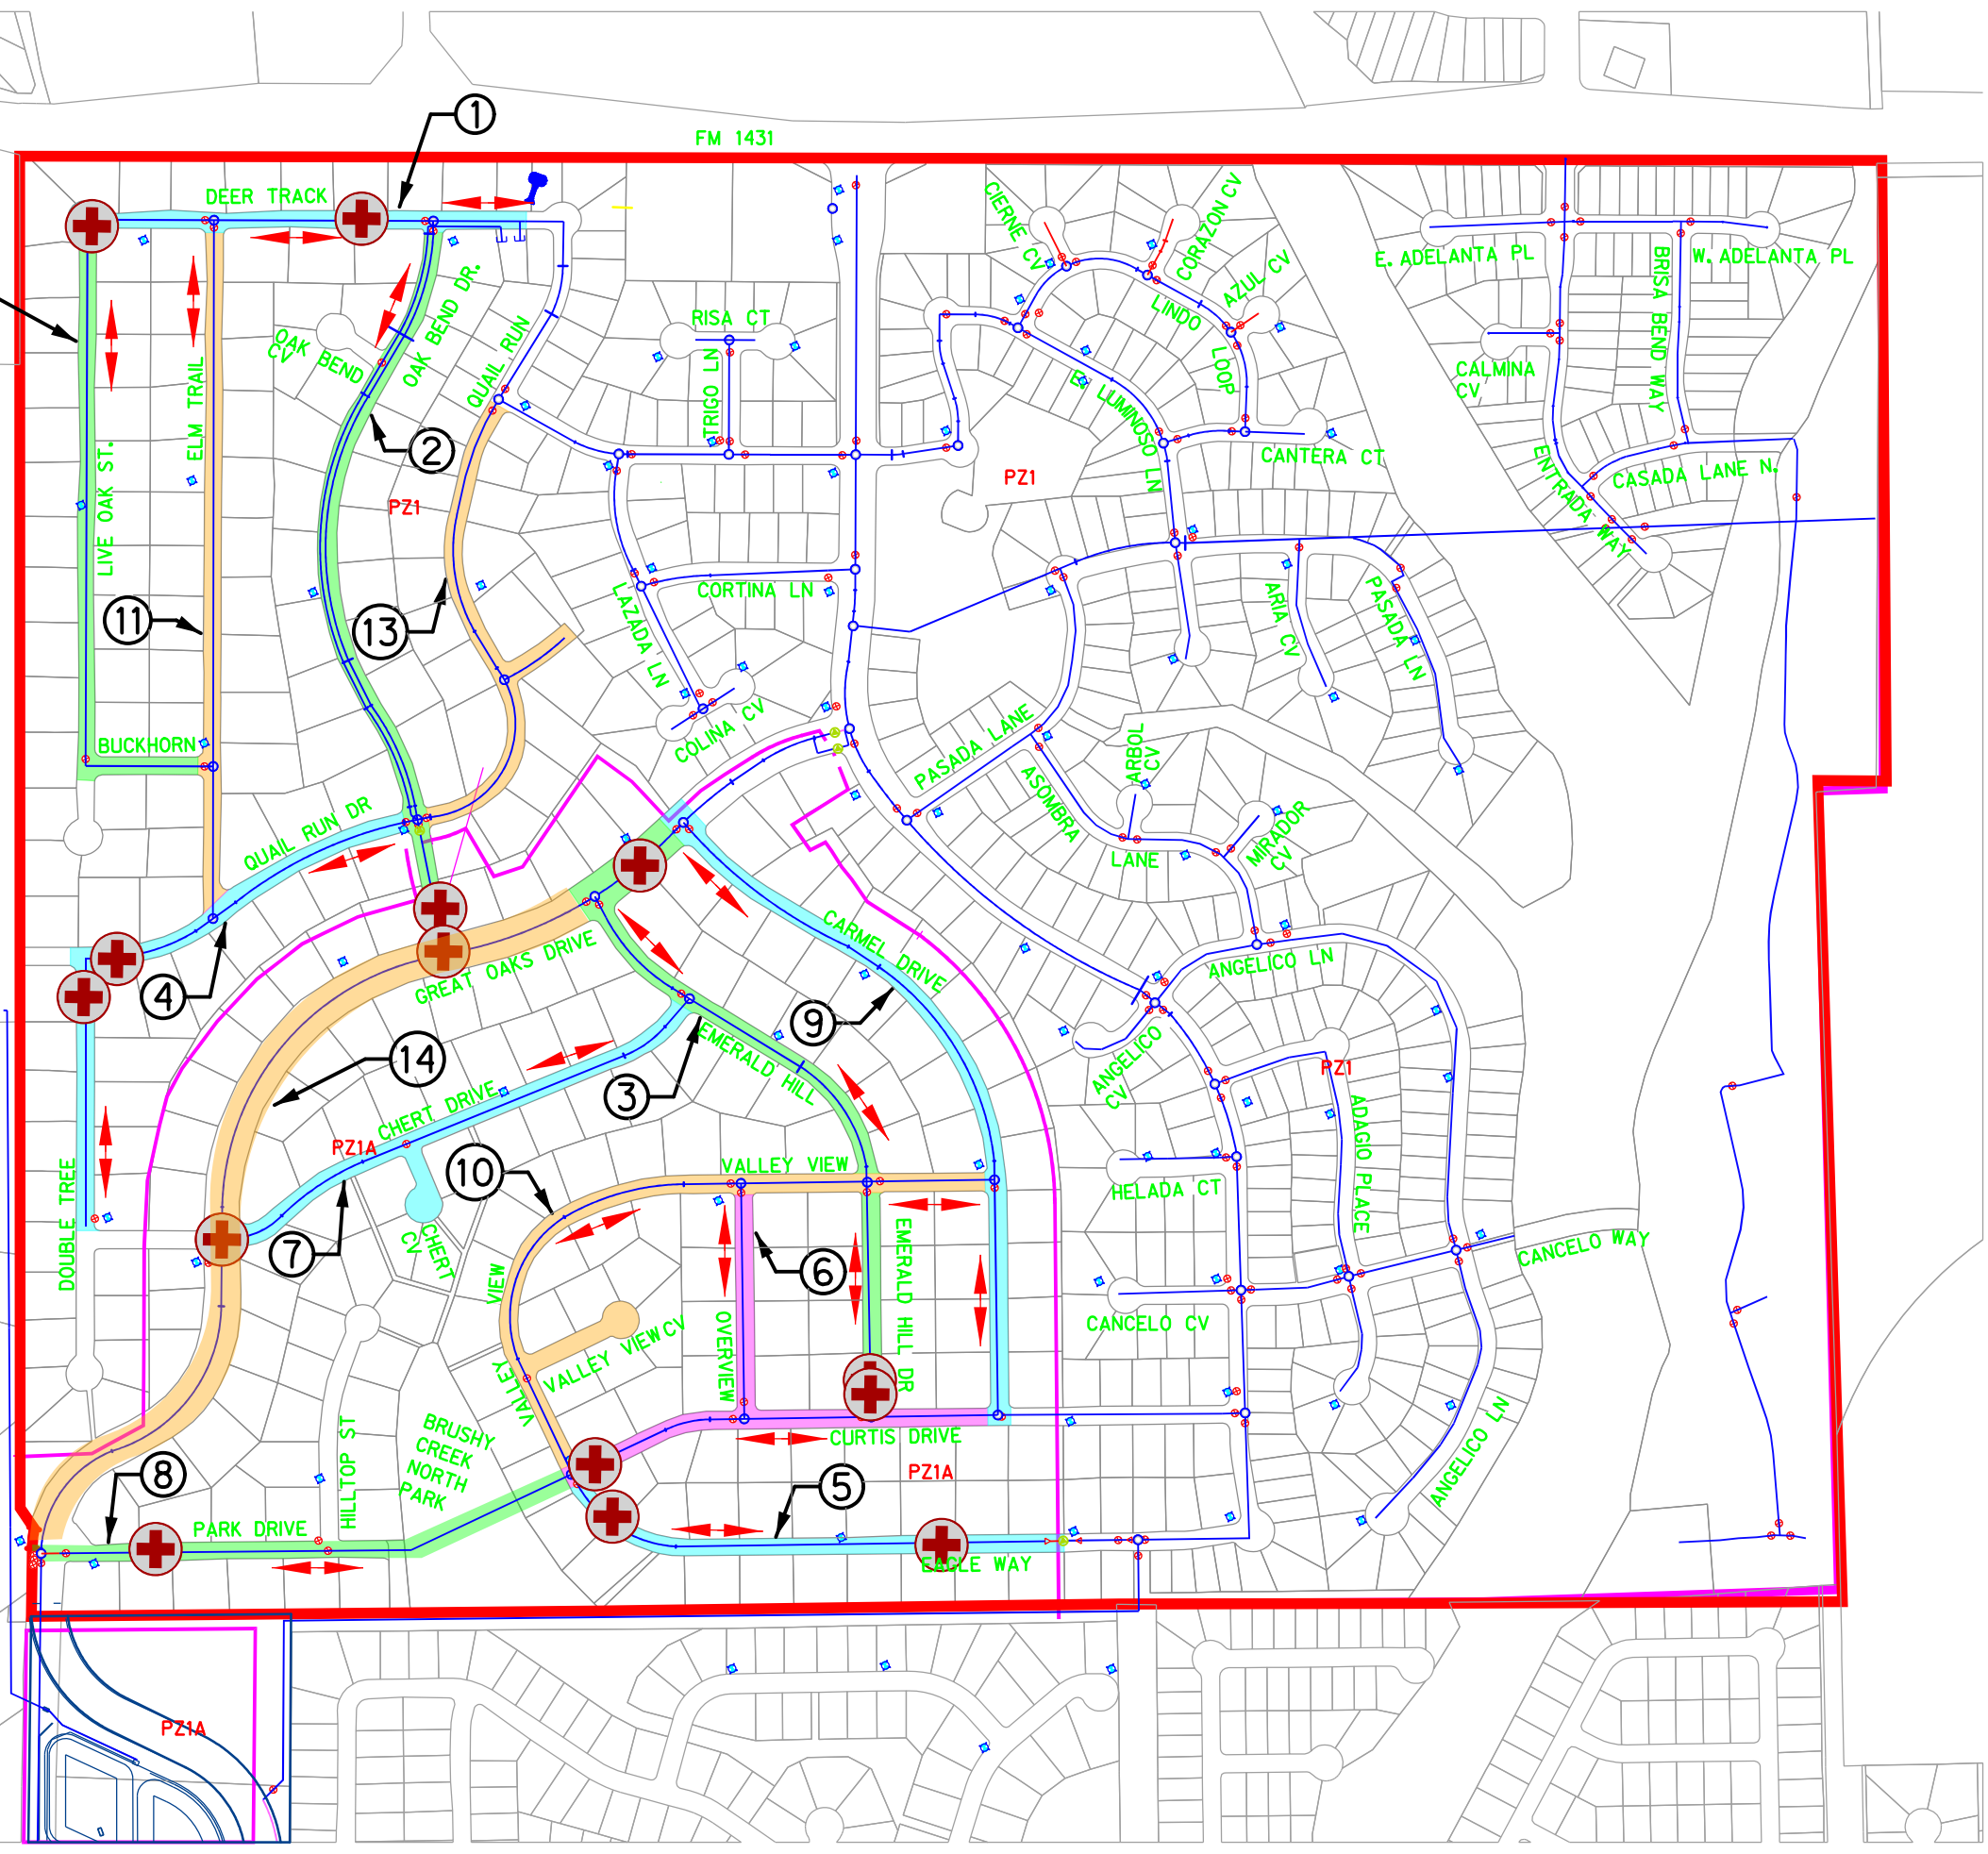 1
FM 1431
DEER TRACK
CIERNE CV
CORAZON CV
AZUL CV
LINDO
LOOP
E. ADELANTA PL
W. ADELANTA PL
BRISA BEND WAY
RISA CT
TRIGO LN
OAK BEND
CV
OAK BEND DR.
QUAIL RUN
ELM TRAIL
CALMINA
CV
E. LUMINOSO LN
2
LIVE OAK ST.
CANTERA CT
ENTRADA WAY
CASADA LANE N.
PZ1
PZ1
CORTINA LN
LAZADA LN
ARIA CV
PASADA LN
11
13
BUCKHORN
COLINA CV
PASADA LANE
ARBOL
CV
ASOMBRA
LANE
MIRADOR
CV
QUAIL RUN DR
GREAT OAKS DRIVE
CARMEL DRIVE
ANGELICO LN
4
9
14
EMERALD HILL
3
ANGELICO
CV
PZ1
CHERT DRIVE
PZ1A
ADAGIO PLACE
10
VALLEY VIEW
HELADA CT
DOUBLE TREE
7
CHERT
CV
6
EMERALD HILL DR
CANCELO WAY
VIEW
VALLEY
OVERVIEW
VALLEY VIEW CV
CANCELO CV
HILLTOP ST
BRUSHY
CREEK
NORTH
PARK
CURTIS DRIVE
ANGELICO LN
PZ1A
8
5
PARK DRIVE
EAGLE WAY
PZ1A